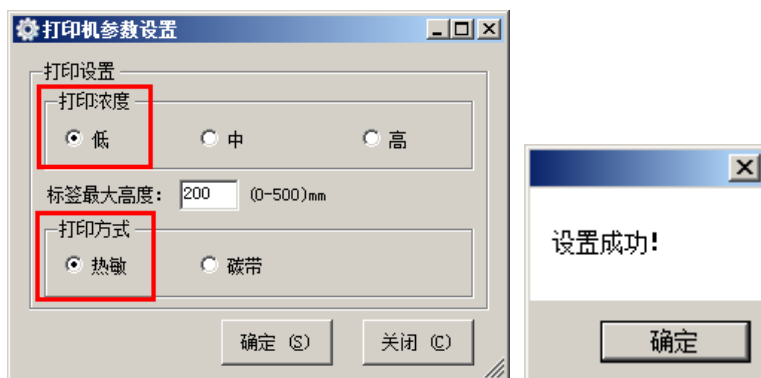 打印机参数设置
打印设置
打印浓度
低 中 高
标签最大高度: 200 (0-500)mm
打印方式
热敏 碳带
确定 (S) 关闭 (C)
设置成功!
确定